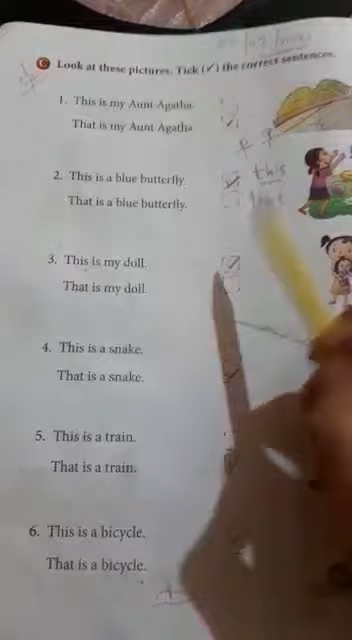 C Look at these pictures. Tick (✓) the correct sentences.
1. This is my Aunt Agatha.
That is my Aunt Agatha
2. This is a blue butterfly.
That is a blue butterfly.
this
3. This is my doll.
That is my doll.
4. This is a snake.
That is a snake.
5. This is a train.
That is a train.
6. This is a bicycle.
That is a bicycle.